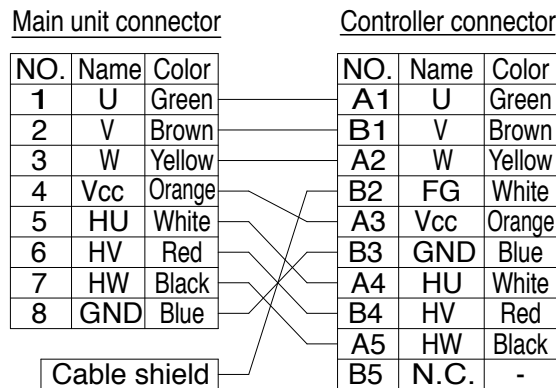 Main unit connector Controller connector
NO. Name Color NO. Name Color
1 U Green A1 U Green
2 V Brown B1 V Brown
3 W Yellow A2 W Yellow
4 Vcc Orange B2 FG White
5 HU White A3 Vcc Orange
6 HV Red B3 GND Blue
7 HW Black A4 HU White
8 GND Blue B4 HV Red
A5 HW Black
Cable shield B5 N.C. -